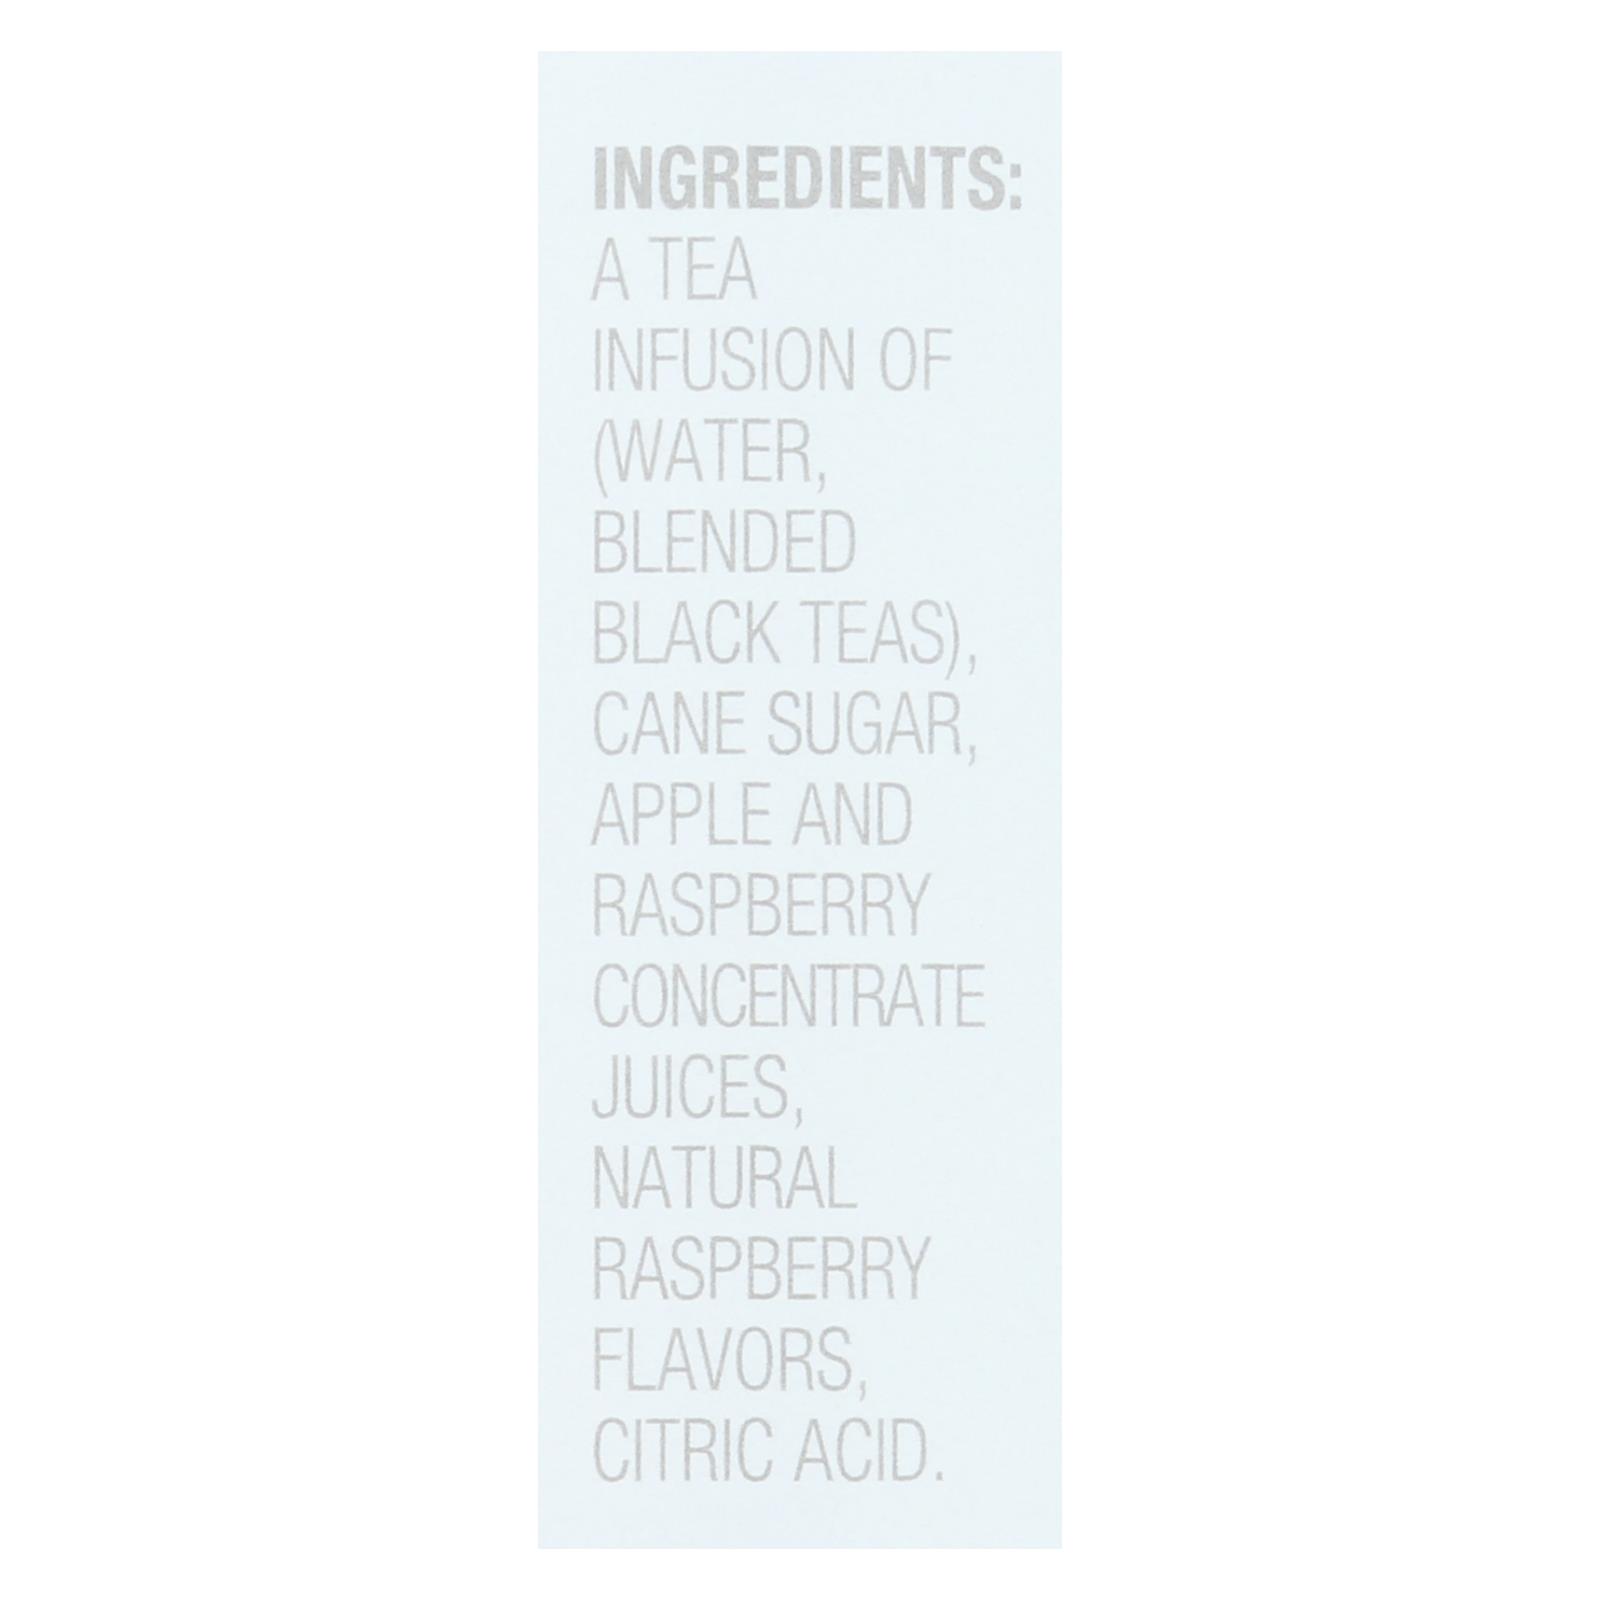 INGREDIENTS:
A TEA
INFUSION OF
(WATER,
BLENDED
BLACK TEAS),
CANE SUGAR,
APPLE AND
RASPBERRY
CONCENTRATE
JUICES,
NATURAL
RASPBERRY
FLAVORS,
CITRIC ACID.